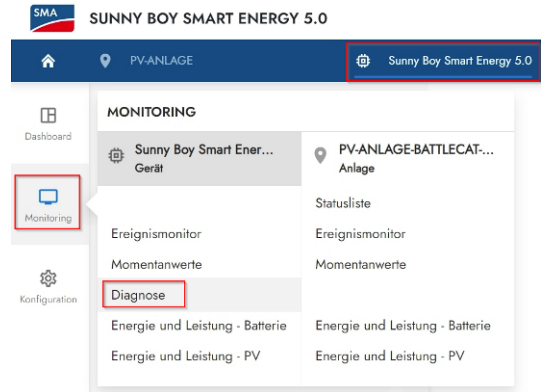 SMA
SUNNY BOY SMART ENERGY 5.0
PV-ANLAGE
Sunny Boy Smart Energy 5.0
Dashboard
Monitoring
Konfiguration
MONITORING
Sunny Boy Smart Ener...
Gerät
PV-ANLAGE-BATTLECAT-...
Anlage
Statusliste
Ereignismonitor
Ereignismonitor
Momentanwerte
Momentanwerte
Diagnose
Energie und Leistung - Batterie
Energie und Leistung - Batterie
Energie und Leistung - PV
Energie und Leistung - PV